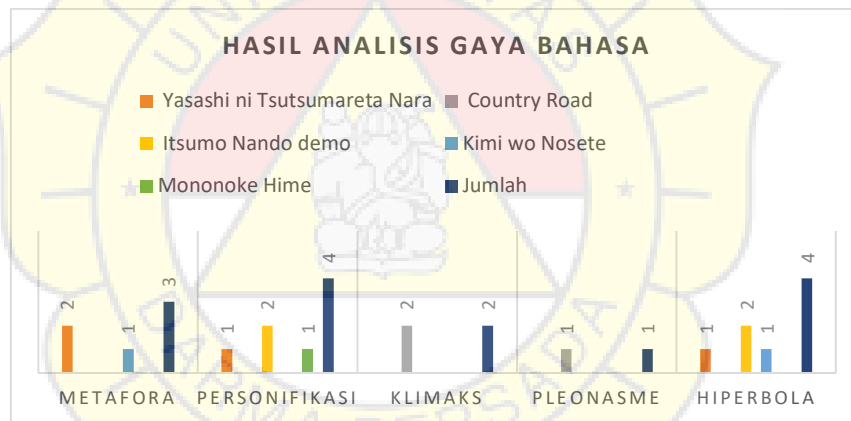 HASIL ANALISIS GAYA BAHASA
Yasashi ni Tsutsumareta Nara Country Road
Itsumo Nando demo Kimi wo Nosete
Mononoke Hime Jumlah
2 1 3 1 2 1 4 2 2 1 1 1 2 1 4
METAFORA PERSONIFIKASI KLIMAKS PLEONASME HIPERBOLA
DARMA PERSADA